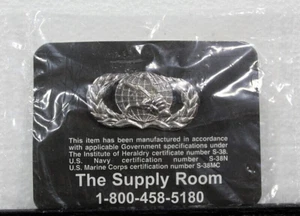 This item has been manufactured in accordance
with applicable Government specifications under
The Institute of Heraldry certificate number S-38.
U.S. Navy certification number S-38N
U.S. Marine Corps certification number S-38MC
The Supply Room
1-800-458-5180